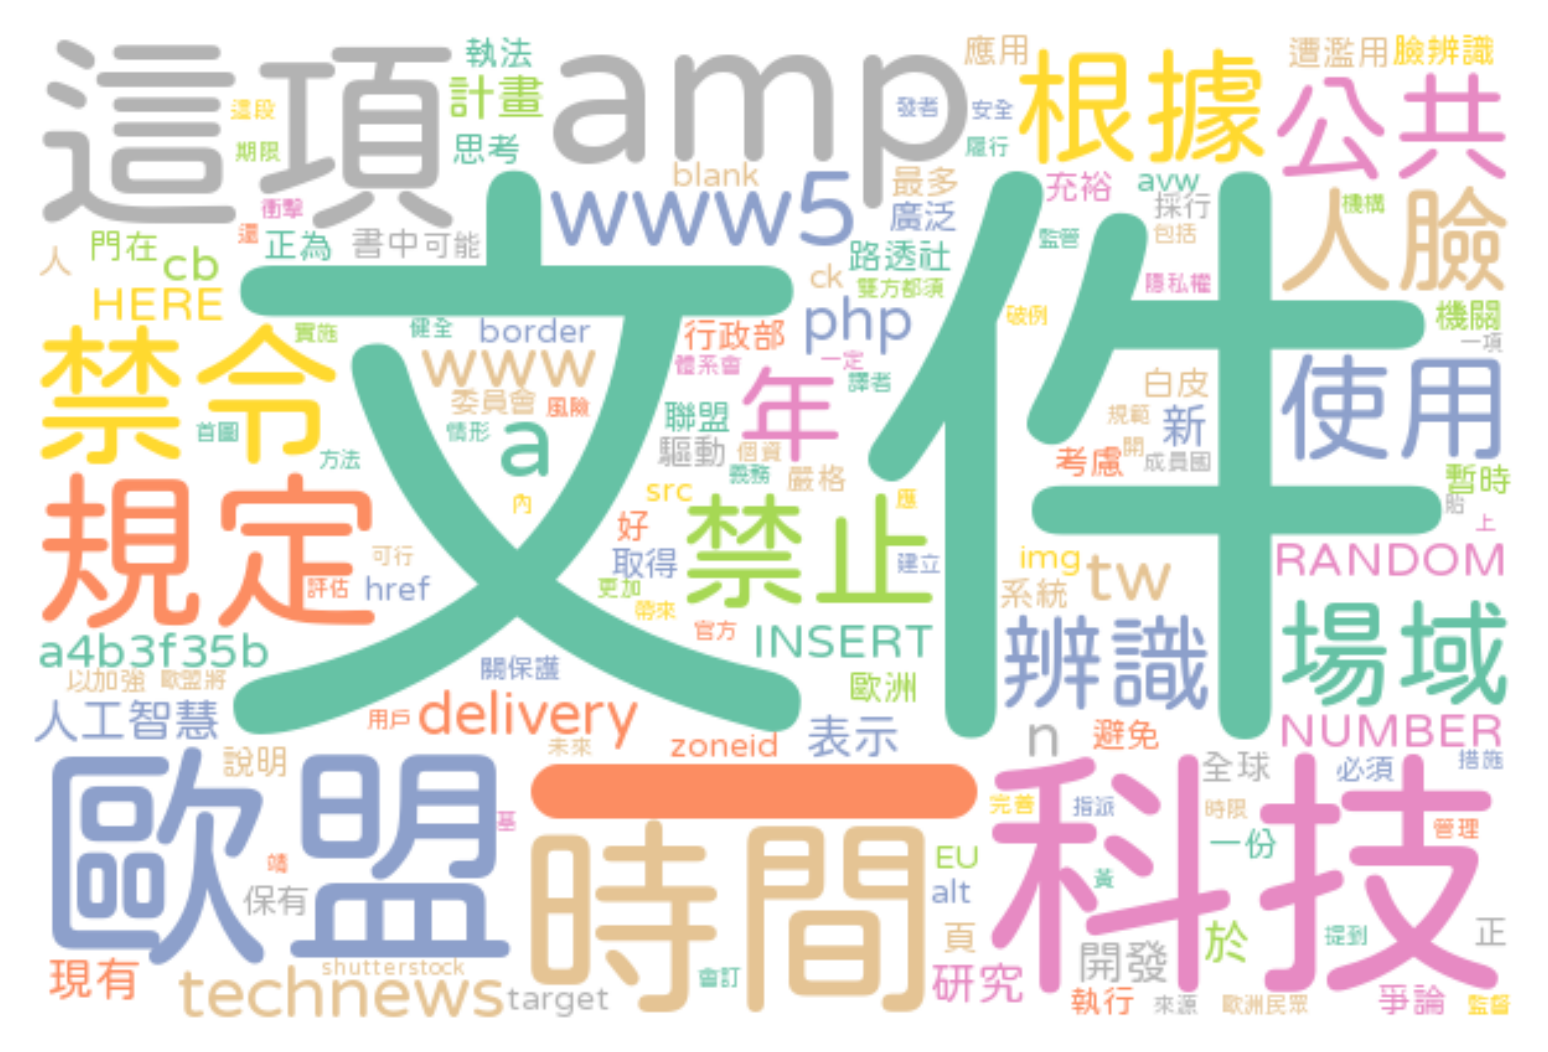 這項
amp
執法
計畫
思考
這段
期限
衝擊
還
正為
書中
可能
人
門在
cb
HERE
應用
發者
安全
履行
根據
遭濫用
臉辨識
公共
人臉
機構
blank
www5
最多
廣泛
路透社
ck
雙方都須
充裕
監管
avw
採行
包括
隱私權
破例
機關
一項
文件
禁令
實施
首圖
方法
健全
border
www
委員會
風險
情形
a
內
行政部
體系會
php
一定
年
譯者
聯盟
驅動
個資
義務
嚴格
src
好
取得
禁止
應
建立
更加
帶來
官方
INSERT
白皮
規範
新
開
考慮
成員國
使用
暫時
胎
上
RANDOM
img
tw
系統
辨識
場域
NUMBER
規定
可行
評估
href
a4b3f35b
以加強
歐盟將
人工智慧
關保護
用戶
delivery
未來
zoneid
歐洲
表示
n
避免
全球
必須
措施
歐盟
說明
基
靖
保有
現有
technews
shutterstock
target
一
時間
會訂
EU
alt
頁
研究
科技
完善
指派
黃
時限
一份
管理
於
提到
正
開發
執行
來源
歐洲民眾
爭論
監督